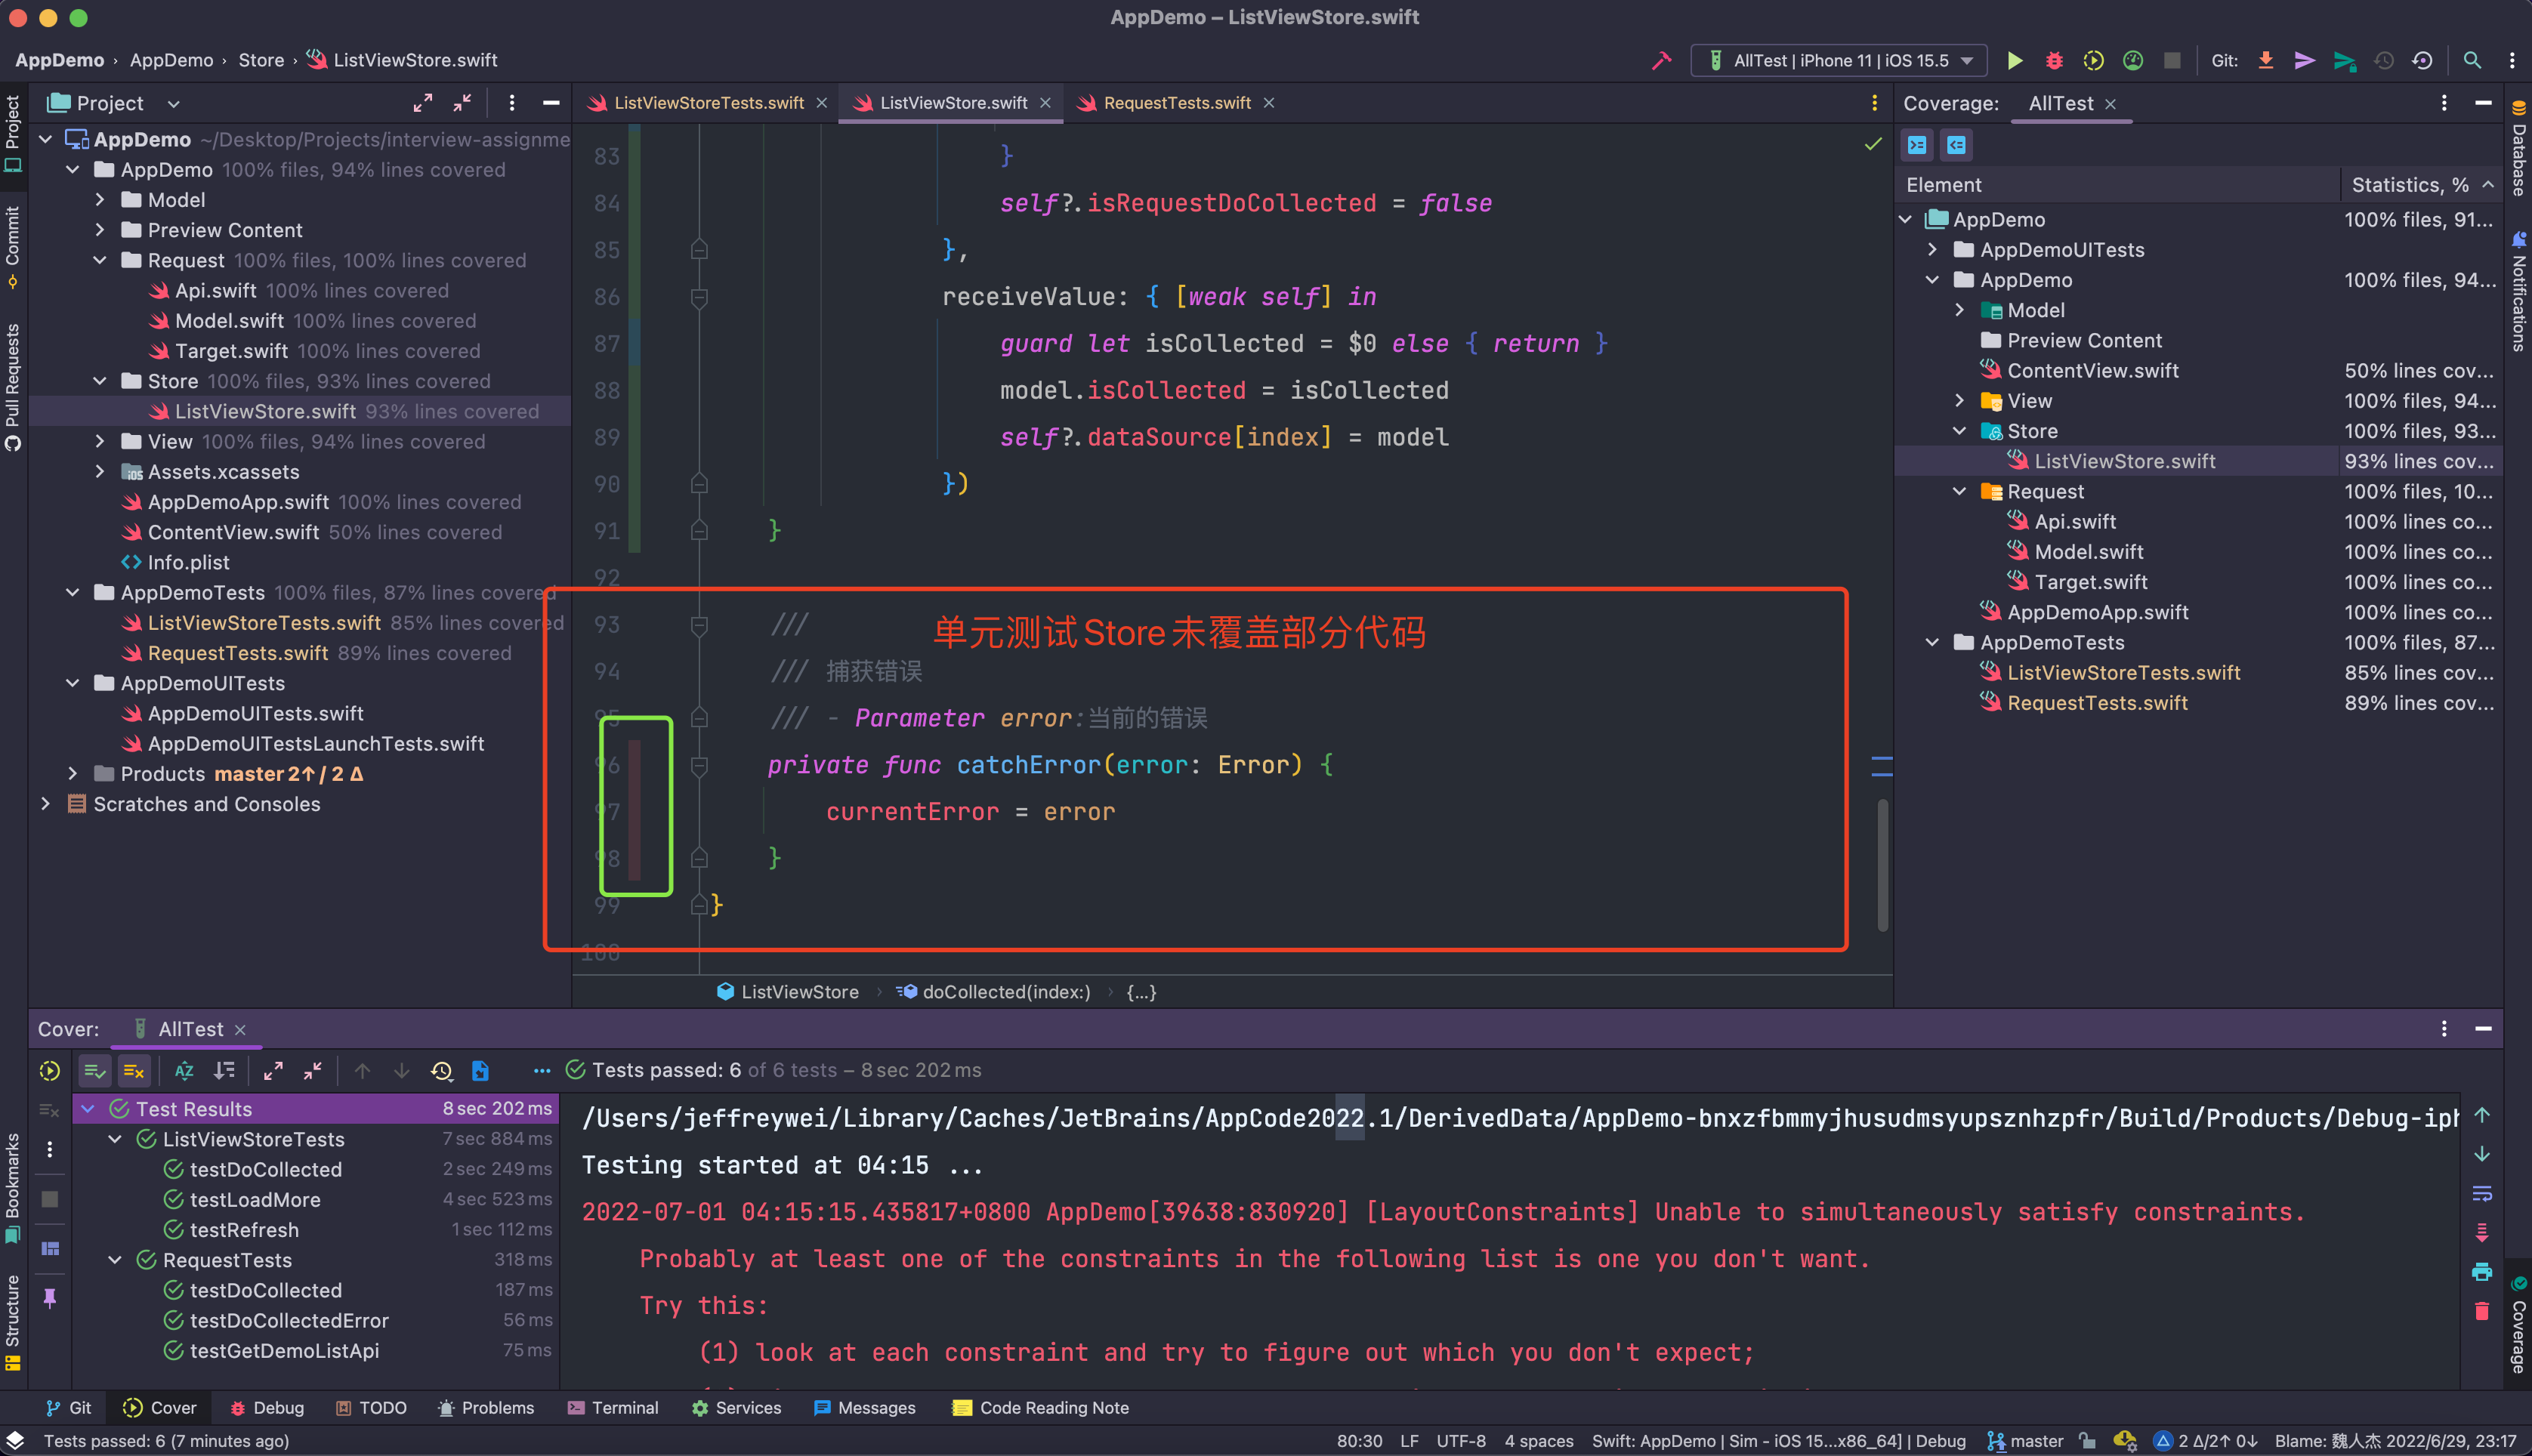 AppDemo – ListViewStore.swift
AppDemo › AppDemo › Store › ListViewStore.swift
AllTest | iPhone 11 | iOS 15.5
Git:
Project
Commit
Pull Requests
Bookmarks
Structure
Project
AppDemo ~/Desktop/Projects/interview-assignme
AppDemo 100% files, 94% lines covered
Model
Preview Content
Request 100% files, 100% lines covered
Api.swift 100% lines covered
Model.swift 100% lines covered
Target.swift 100% lines covered
Store 100% files, 93% lines covered
ListViewStore.swift 93% lines covered
View 100% files, 94% lines covered
Assets.xcassets
AppDemoApp.swift 100% lines covered
ContentView.swift 50% lines covered
Info.plist
AppDemoTests 100% files, 87% lines covered
ListViewStoreTests.swift 85% lines covered
RequestTests.swift 89% lines covered
AppDemoUITests
AppDemoUITests.swift
AppDemoUITestsLaunchTests.swift
Products master 2↑ / 2 Δ
Scratches and Consoles
ListViewStoreTests.swift ListViewStore.swift RequestTests.swift
83 }
84 self?.isRequestDoCollected = false
85 },
86 receiveValue: { [weak self] in
87 guard let isCollected = $0 else { return }
88 model.isCollected = isCollected
89 self?.dataSource[index] = model
90 })
91 }
92
93 ///
单元测试Store未覆盖部分代码
94 /// 捕获错误
95 /// - Parameter error:当前的错误
96 private func catchError(error: Error) {
97 currentError = error
98 }
99 }
100
ListViewStore › doCollected(index:) › {...}
Coverage: AllTest
Element Statistics, %
AppDemo 100% files, 91...
AppDemoUITests
AppDemo 100% files, 94...
Model
Preview Content
ContentView.swift 50% lines cov...
View 100% files, 94...
Store 100% files, 93...
ListViewStore.swift 93% lines cov...
Request 100% files, 10...
Api.swift 100% lines co...
Model.swift 100% lines co...
Target.swift 100% lines co...
AppDemoApp.swift 100% lines co...
AppDemoTests 100% files, 87...
ListViewStoreTests.swift 85% lines cov...
RequestTests.swift 89% lines cov...
Database
Notifications
Coverage
Cover: AllTest
Tests passed: 6 of 6 tests – 8 sec 202 ms
Test Results 8 sec 202 ms
ListViewStoreTests 7 sec 884 ms
testDoCollected 2 sec 249 ms
testLoadMore 4 sec 523 ms
testRefresh 1 sec 112 ms
RequestTests 318 ms
testDoCollected 187 ms
testDoCollectedError 56 ms
testGetDemoListApi 75 ms
/Users/jeffreywei/Library/Caches/JetBrains/AppCode2022.1/DerivedData/AppDemo-bnxzfbmmyjhusudmsyupsznhzpfr/Build/Products/Debug-iph
Testing started at 04:15 ...
2022-07-01 04:15:15.435817+0800 AppDemo[39638:830920] [LayoutConstraints] Unable to simultaneously satisfy constraints.
Probably at least one of the constraints in the following list is one you don't want.
Try this:
(1) look at each constraint and try to figure out which you don't expect;
Git Cover Debug TODO Problems Terminal Services Messages Code Reading Note
Tests passed: 6 (7 minutes ago)
80:30 LF UTF-8 4 spaces Swift: AppDemo | Sim - iOS 15...x86_64] | Debug master 2 Δ/2↑ 0↓ Blame: 魏人杰 2022/6/29, 23:17